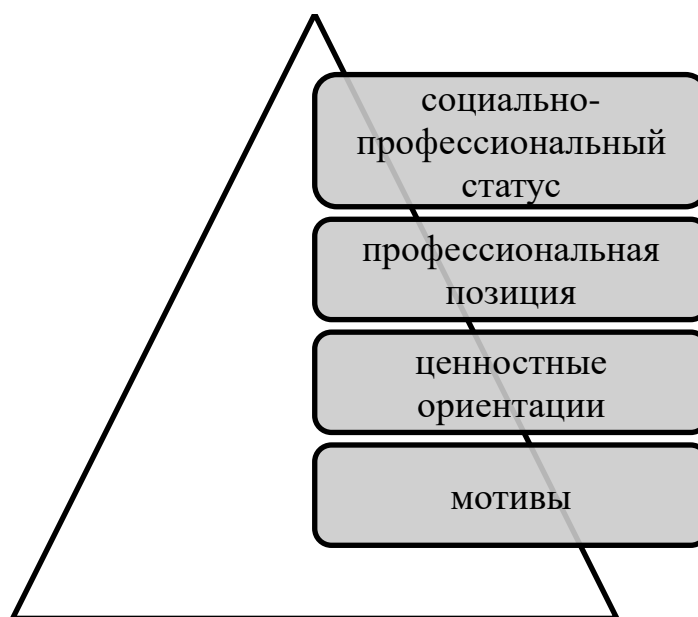 социально-
профессиональный
статус
профессиональная
позиция
ценностные
ориентации
мотивы